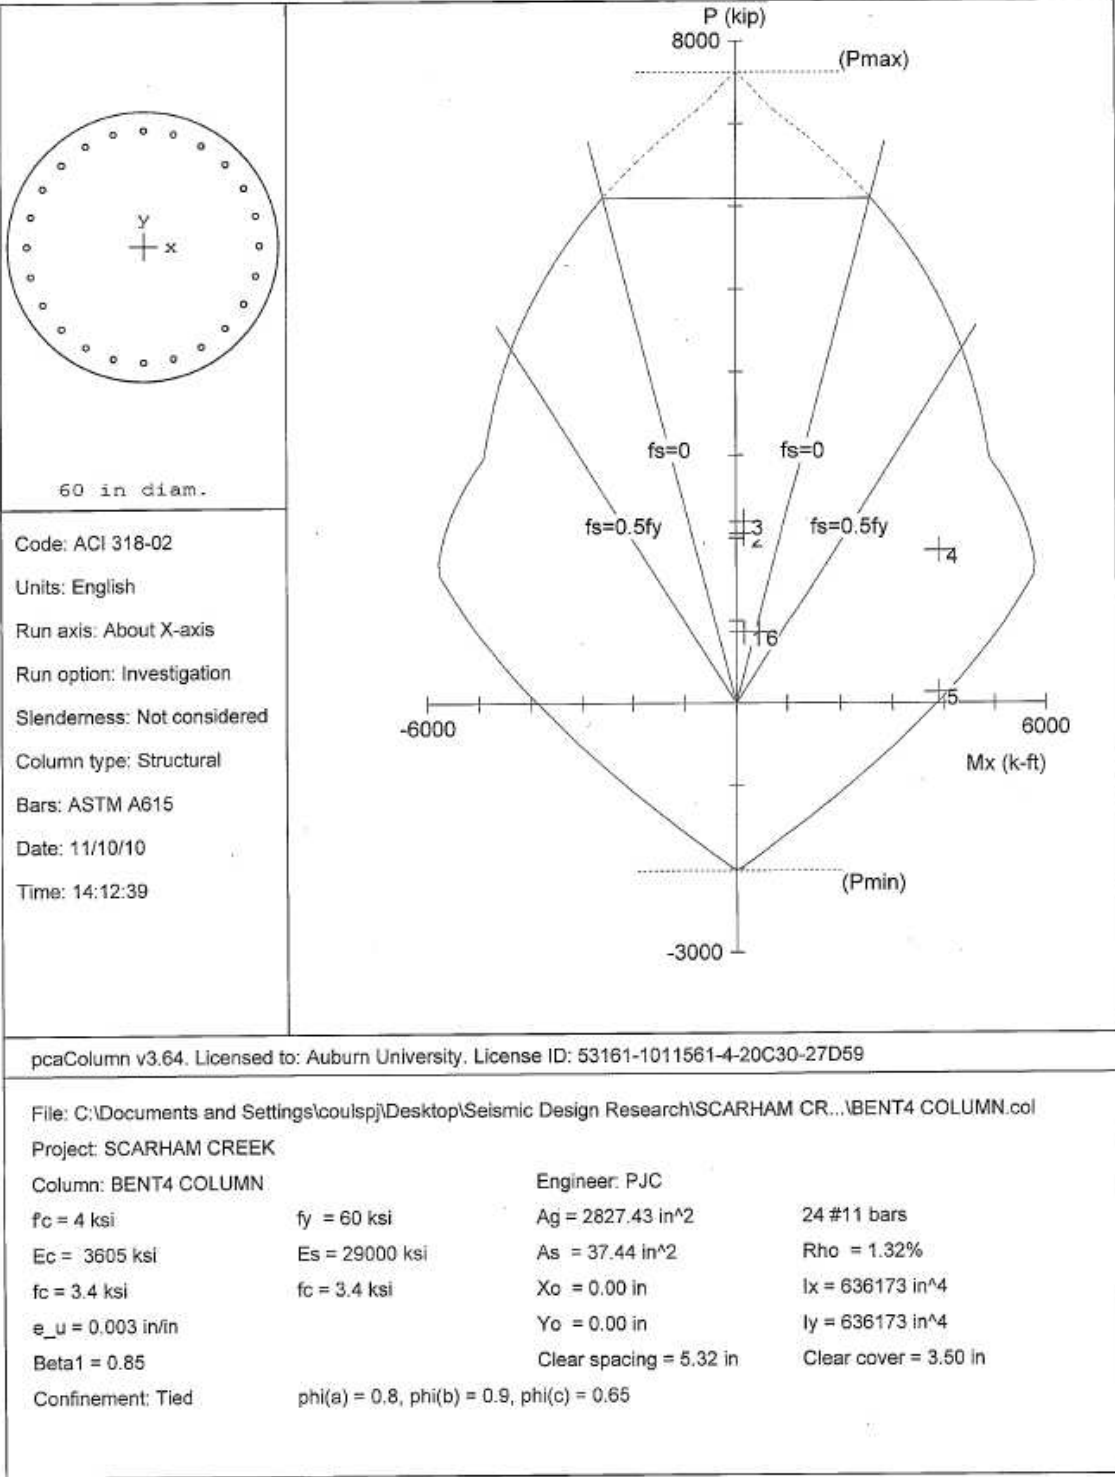 P (kip)
8000
(Pmax)
y
x
fs=0
fs=0
60 in diam.
fs=0.5fy
3
fs=0.5fy
2
4
6
5
-6000
6000
Mx (k-ft)
(Pmin)
-3000
Code: ACI 318-02
Units: English
Run axis: About X-axis
Run option: Investigation
Slenderness: Not considered
Column type: Structural
Bars: ASTM A615
Date: 11/10/10
Time: 14:12:39
pcaColumn v3.64. Licensed to: Auburn University. License ID: 53161-1011561-4-20C30-27D59
File: C:\Documents and Settings\coulspj\Desktop\Seismic Design Research\SCARHAM CR...\BENT4 COLUMN.col
Project: SCARHAM CREEK
Column: BENT4 COLUMN Engineer: PJC
f'c = 4 ksi fy = 60 ksi Ag = 2827.43 in^2 24 #11 bars
Ec = 3605 ksi Es = 29000 ksi As = 37.44 in^2 Rho = 1.32%
fc = 3.4 ksi fc = 3.4 ksi Xo = 0.00 in Ix = 636173 in^4
e_u = 0.003 in/in Yo = 0.00 in Iy = 636173 in^4
Beta1 = 0.85 Clear spacing = 5.32 in Clear cover = 3.50 in
Confinement: Tied phi(a) = 0.8, phi(b) = 0.9, phi(c) = 0.65